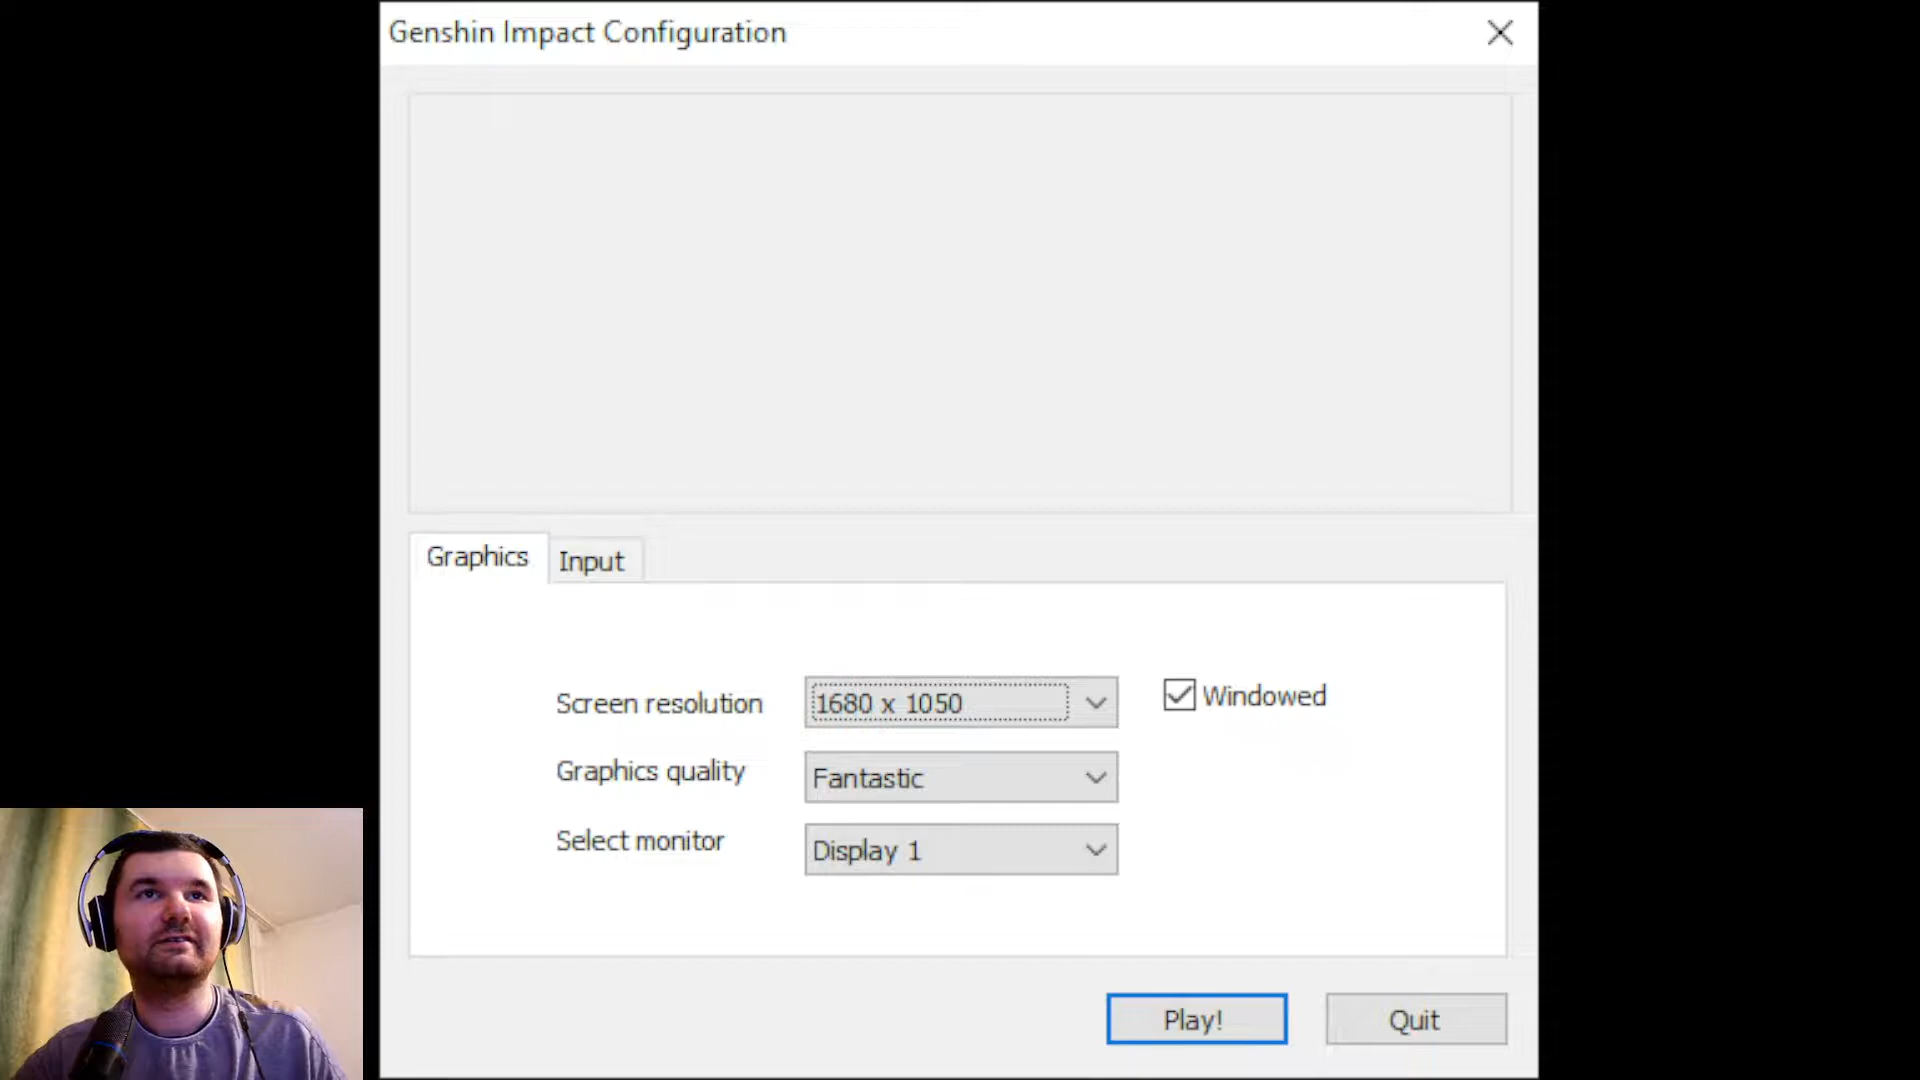 Genshin Impact Configuration
Graphics
Input
Screen resolution
1680 x 1050
Windowed
Graphics quality
Fantastic
Select monitor
Display 1
Play!
Quit